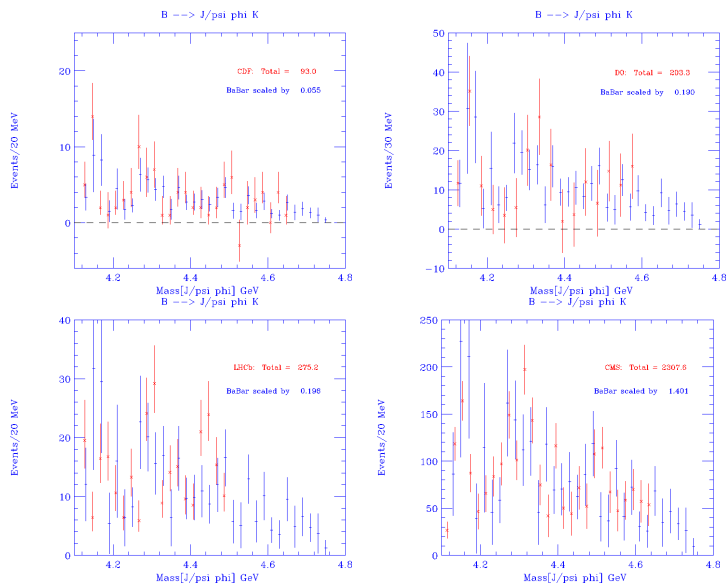 B --> J/psi phi K
B --> J/psi phi K
Events/20 MeV
20
10
0
CDF: Total = 93.0
BaBar scaled by 0.055
4.2
4.4
4.6
4.8
Mass[J/psi phi] GeV
Events/30 MeV
50
40
30
20
10
0
-10
DO: Total = 203.3
BaBar scaled by 0.190
4.2
4.4
4.6
4.8
Mass[J/psi phi] GeV
B --> J/psi phi K
B --> J/psi phi K
Events/20 MeV
40
30
20
10
0
LHCb: Total = 275.2
BaBar scaled by 0.196
4.2
4.4
4.6
4.8
Mass[J/psi phi] GeV
Events/20 MeV
250
200
150
100
50
0
CMS: Total = 2307.6
BaBar scaled by 1.401
4.2
4.4
4.6
4.8
Mass[J/psi phi] GeV